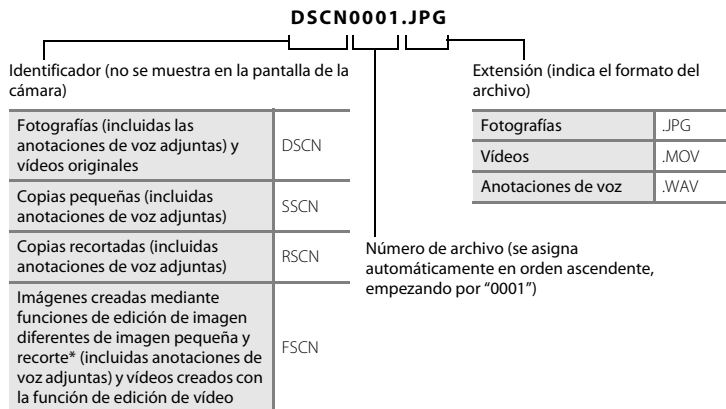 DSCN0001.JPG
Identificador (no se muestra en la pantalla de la
cámara)
Fotografías (incluidas las
anotaciones de voz adjuntas) y
vídeos originales
DSCN
Copias pequeñas (incluidas
anotaciones de voz adjuntas)
SSCN
Copias recortadas (incluidas
anotaciones de voz adjuntas)
RSCN
Imágenes creadas mediante
funciones de edición de imagen
diferentes de imagen pequeña y
recorte* (incluidas anotaciones de
voz adjuntas) y vídeos creados con
la función de edición de vídeo
FSCN
Número de archivo (se asigna
automáticamente en orden ascendente,
empezando por “0001”)
Extensión (indica el formato del
archivo)
Fotografías .JPG
Vídeos .MOV
Anotaciones de voz .WAV